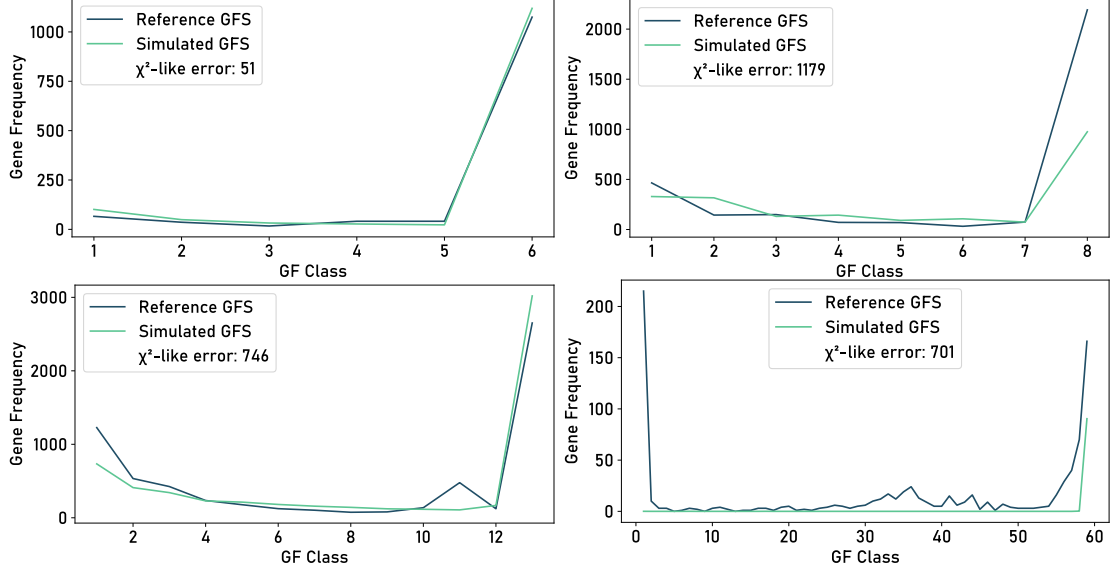 Reference GFS
Simulated GFS
χ²-like error: 51
1000
750
500
250
0
Gene Frequency
1 2 3 4 5 6
GF Class
Reference GFS
Simulated GFS
χ²-like error: 1179
2000
1500
1000
500
0
Gene Frequency
1 2 3 4 5 6 7 8
GF Class
Reference GFS
Simulated GFS
χ²-like error: 746
3000
2000
1000
0
Gene Frequency
2 4 6 8 10 12
GF Class
Reference GFS
Simulated GFS
χ²-like error: 701
200
150
100
50
0
Gene Frequency
0 10 20 30 40 50 60
GF Class